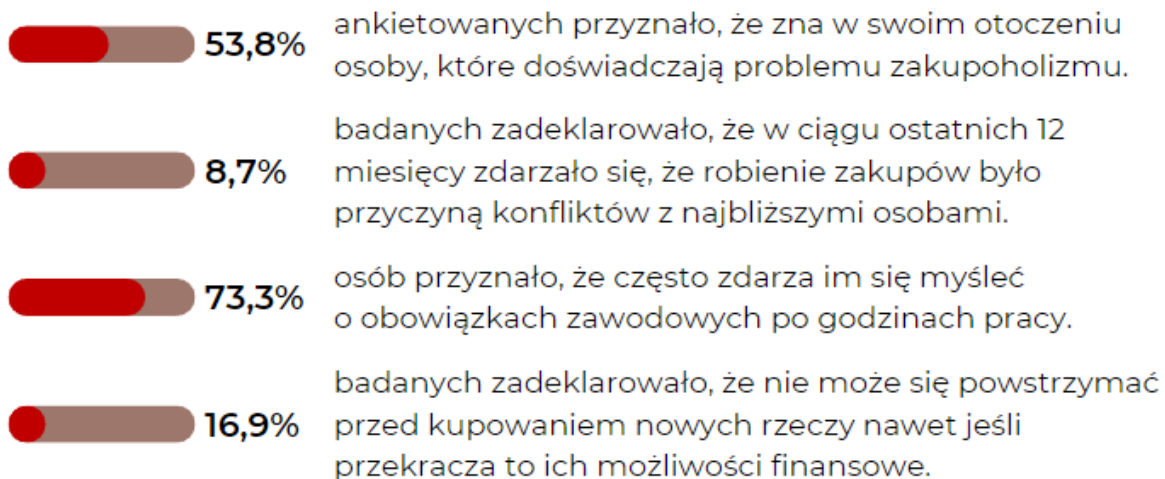 53,8%
ankietowanych przyznało, że zna w swoim otoczeniu
osoby, które doświadczają problemu zakupoholizmu.
8,7%
badanych zadeklarowało, że w ciągu ostatnich 12
miesięcy zdarzało się, że robienie zakupów było
przyczyną konfliktów z najbliższymi osobami.
73,3%
osób przyznało, że często zdarza im się myśleć
o obowiązkach zawodowych po godzinach pracy.
16,9%
badanych zadeklarowało, że nie może się powstrzymać
przed kupowaniem nowych rzeczy nawet jeśli
przekracza to ich możliwości finansowe.